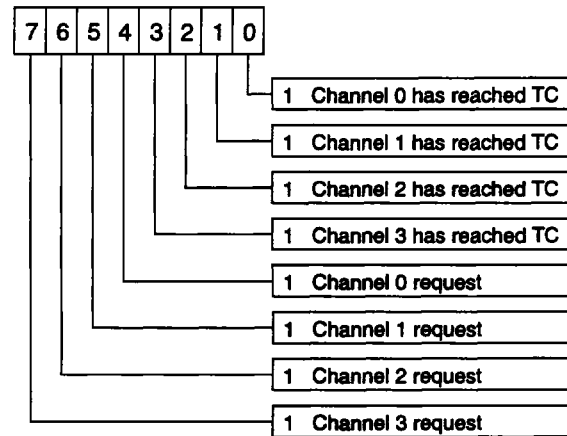 7 6 5 4 3 2 1 0
1 Channel 0 has reached TC
1 Channel 1 has reached TC
1 Channel 2 has reached TC
1 Channel 3 has reached TC
1 Channel 0 request
1 Channel 1 request
1 Channel 2 request
1 Channel 3 request